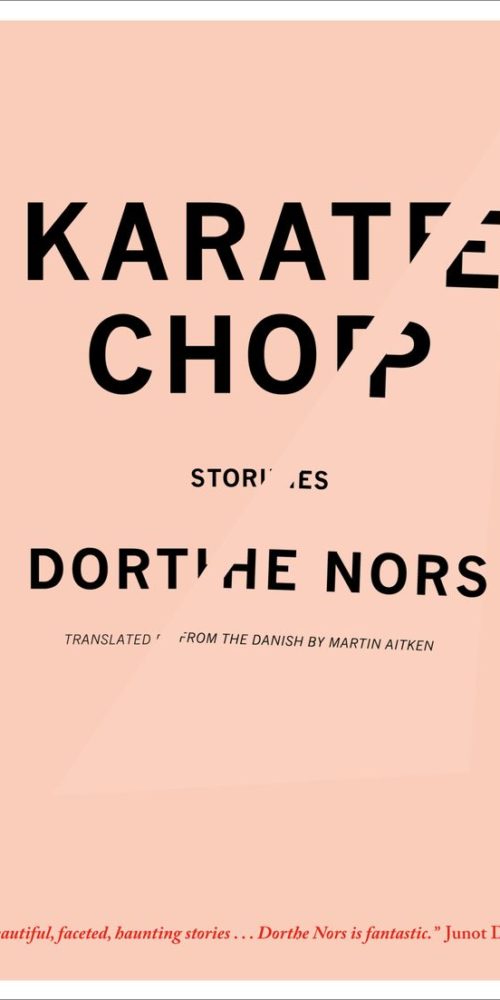 KARATE
CHOP
STORIES
DORTHE NORS
TRANSLATED FROM THE DANISH BY MARTIN AITKEN
autiful, faceted, haunting stories . . . Dorthe Nors is fantastic.” Junot D